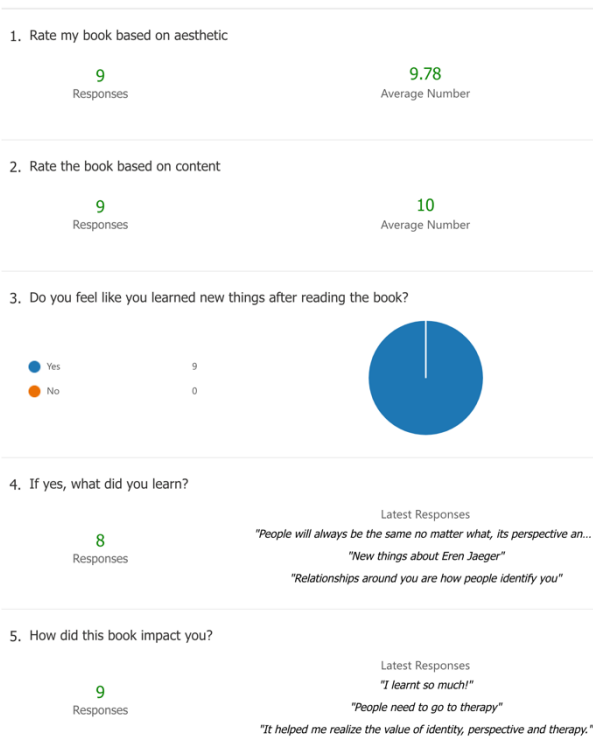 1. Rate my book based on aesthetic
9
Responses
9.78
Average Number
2. Rate the book based on content
9
Responses
10
Average Number
3. Do you feel like you learned new things after reading the book?
Yes 9
No 0
4. If yes, what did you learn?
8
Responses
Latest Responses
"People will always be the same no matter what, its perspective an...
"New things about Eren Jaeger"
"Relationships around you are how people identify you"
5. How did this book impact you?
9
Responses
Latest Responses
"I learnt so much!"
"People need to go to therapy"
"It helped me realize the value of identity, perspective and therapy."